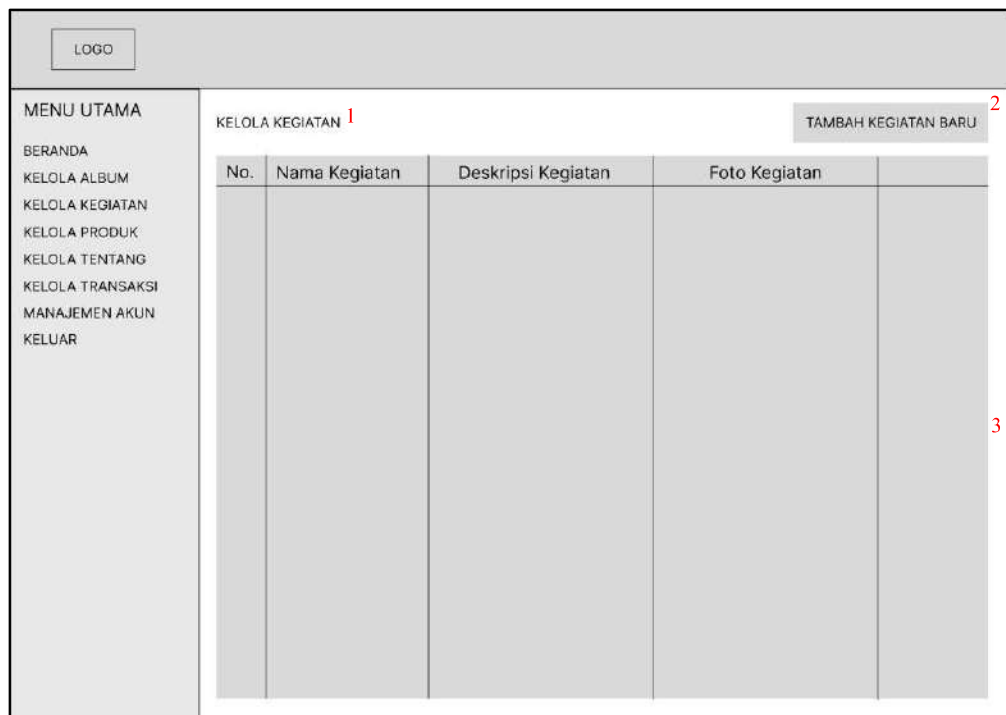 LOGO
MENU UTAMA
BERANDA
KELOLA ALBUM
KELOLA KEGIATAN
KELOLA PRODUK
KELOLA TENTANG
KELOLA TRANSAKSI
MANAJEMEN AKUN
KELUAR
KELOLA KEGIATAN 1
TAMBAH KEGIATAN BARU 2
No. Nama Kegiatan Deskripsi Kegiatan Foto Kegiatan
3